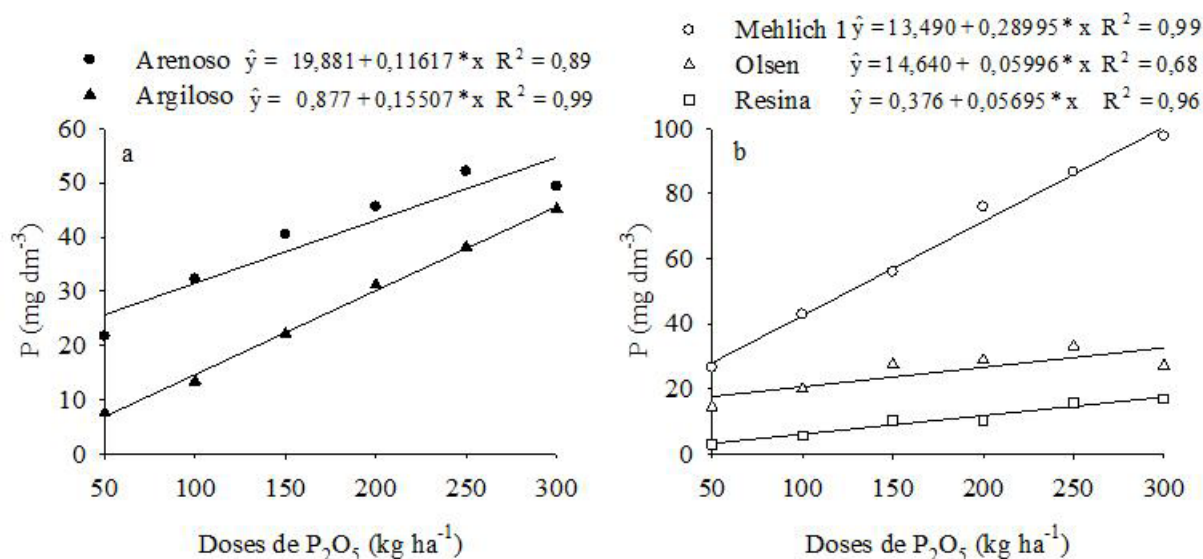 Arenoso ŷ = 19,881 + 0,11617 * x R² = 0,89
Argiloso ŷ = 0,877 + 0,15507 * x R² = 0,99
60
50
40
30
20
10
0
a
P (mg dm⁻³)
50 100 150 200 250 300
Doses de P₂O₅ (kg ha⁻¹)
Mehlich 1 ŷ = 13,490 + 0,28995 * x R² = 0,99
Olsen ŷ = 14,640 + 0,05996 * x R² = 0,68
Resina ŷ = 0,376 + 0,05695 * x R² = 0,96
100
80
60
40
20
0
b
P (mg dm⁻³)
50 100 150 200 250 300
Doses de P₂O₅ (kg ha⁻¹)